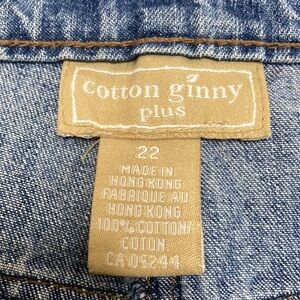 cotton ginny
plus
22
MADE IN
HONG KONG
FABRIQUE AU
HONG KONG
100% COTTON/
COTON
CA 05244